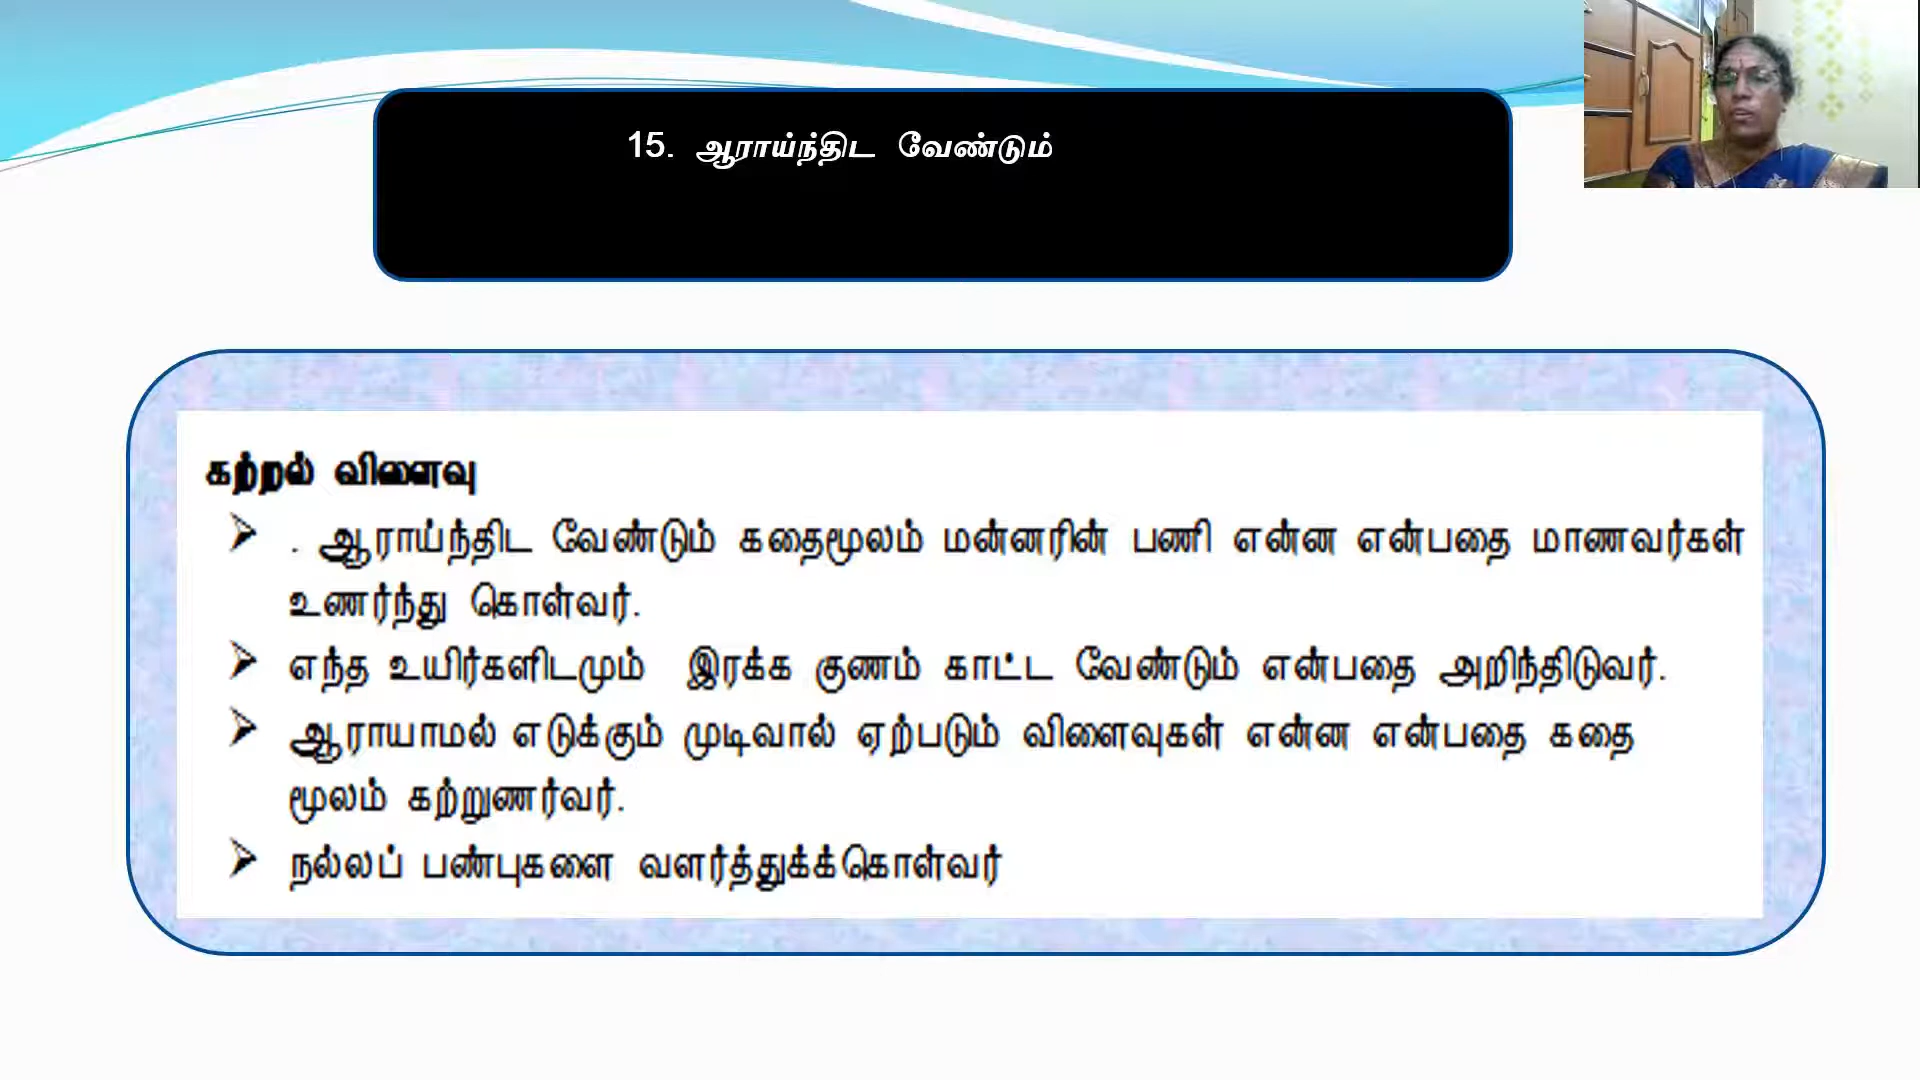 15. ஆராய்ந்திட வேண்டும்
கற்றல் விளைவு
➢ . ஆராய்ந்திட வேண்டும் கதைமூலம் மன்னரின் பணி என்ன என்பதை மாணவர்கள்
உணர்ந்து கொள்வர்.
➢ எந்த உயிர்களிடமும் இரக்க குணம் காட்ட வேண்டும் என்பதை அறிந்திடுவர்.
➢ ஆராயாமல் எடுக்கும் முடிவால் ஏற்படும் விளைவுகள் என்ன என்பதை கதை
மூலம் கற்றுணர்வர்.
➢ நல்லப் பண்புகளை வளர்த்துக்க்கொள்வர்